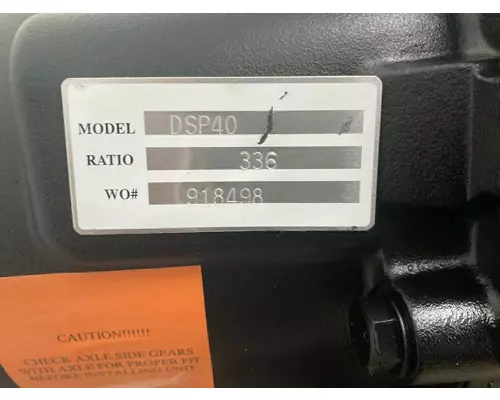 MODEL DSP40
RATIO 336
WO# 918498
CAUTION!!!!!!
CHECK AXLE SIDE GEARS
WITH AXLE FOR PROPER FIT
BEFORE INSTALLING UNIT